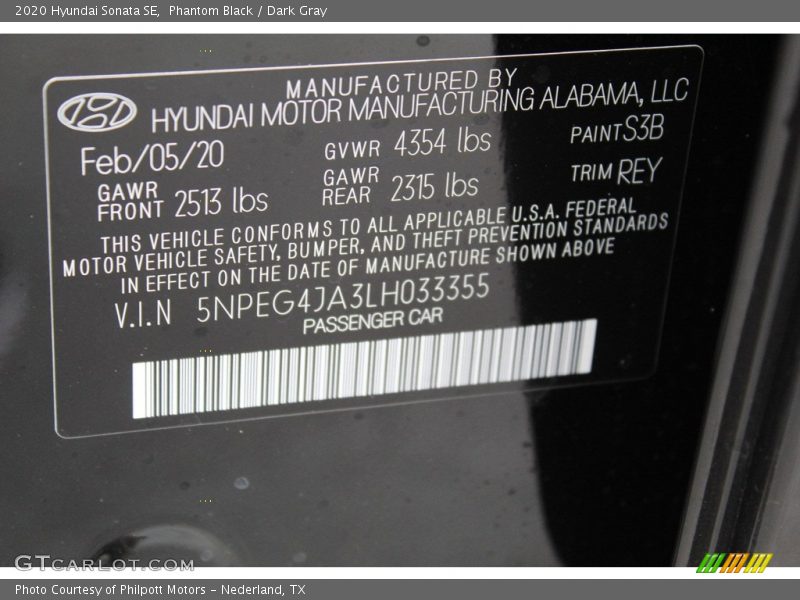 2020 Hyundai Sonata SE,  Phantom Black / Dark Gray
MANUFACTURED BY
HYUNDAI MOTOR MANUFACTURING ALABAMA, LLC
Feb/05/20 GVWR 4354 lbs PAINT S3B
GAWR FRONT 2513 lbs GAWR REAR 2315 lbs TRIM REY
THIS VEHICLE CONFORMS TO ALL APPLICABLE U.S.A. FEDERAL
MOTOR VEHICLE SAFETY, BUMPER, AND THEFT PREVENTION STANDARDS
IN EFFECT ON THE DATE OF MANUFACTURE SHOWN ABOVE
V.I.N 5NPEG4JA3LH033355
PASSENGER CAR
GTCARLOT.COM
Photo Courtesy of Philpott Motors - Nederland, TX